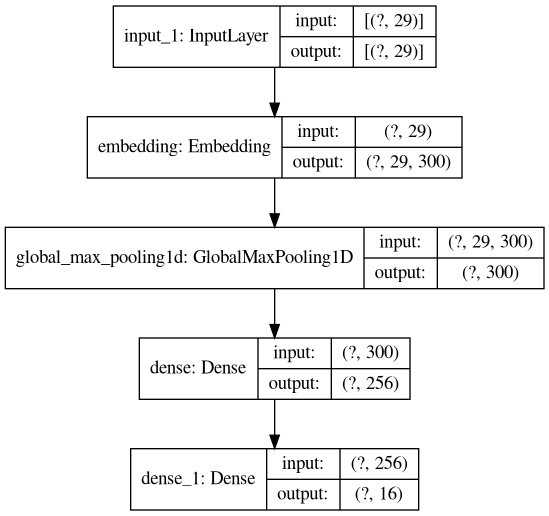 input_1: InputLayer
input: [(?, 29)]
output: [(?, 29)]
embedding: Embedding
input: (?, 29)
output: (?, 29, 300)
global_max_pooling1d: GlobalMaxPooling1D
input: (?, 29, 300)
output: (?, 300)
dense: Dense
input: (?, 300)
output: (?, 256)
dense_1: Dense
input: (?, 256)
output: (?, 16)